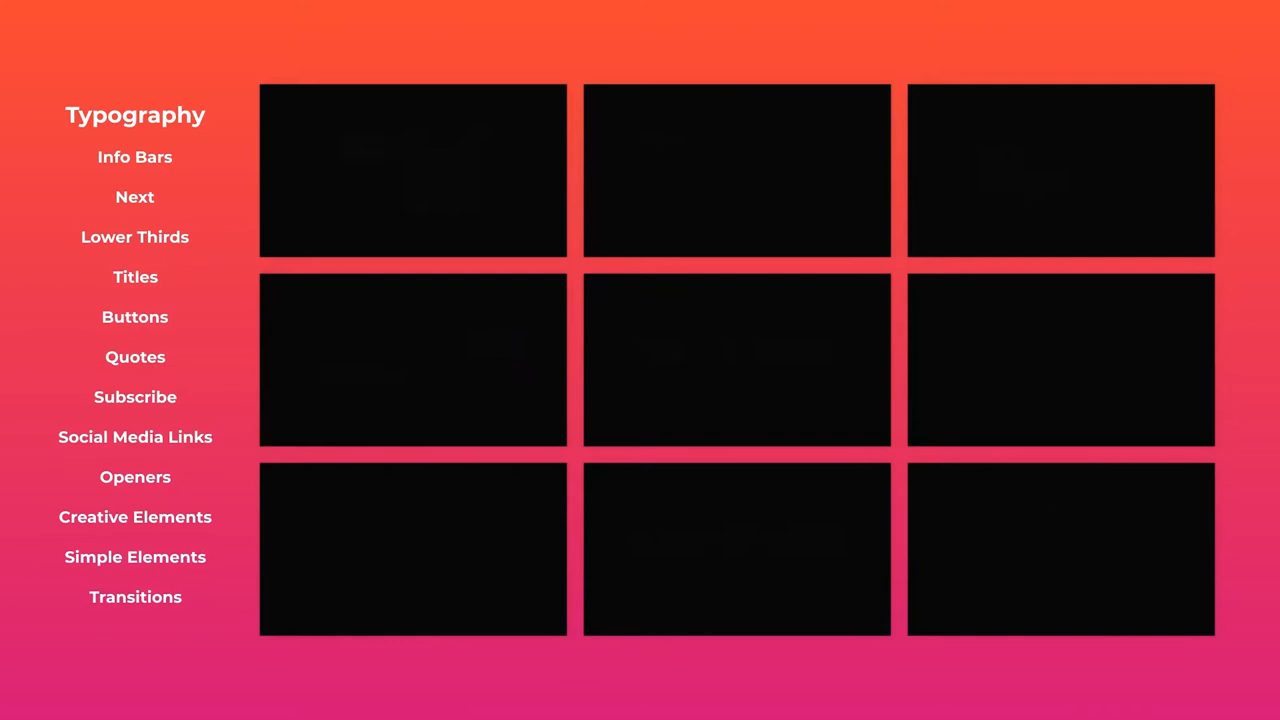 Typography
Info Bars
Next
Lower Thirds
Titles
Buttons
Quotes
Subscribe
Social Media Links
Openers
Creative Elements
Simple Elements
Transitions